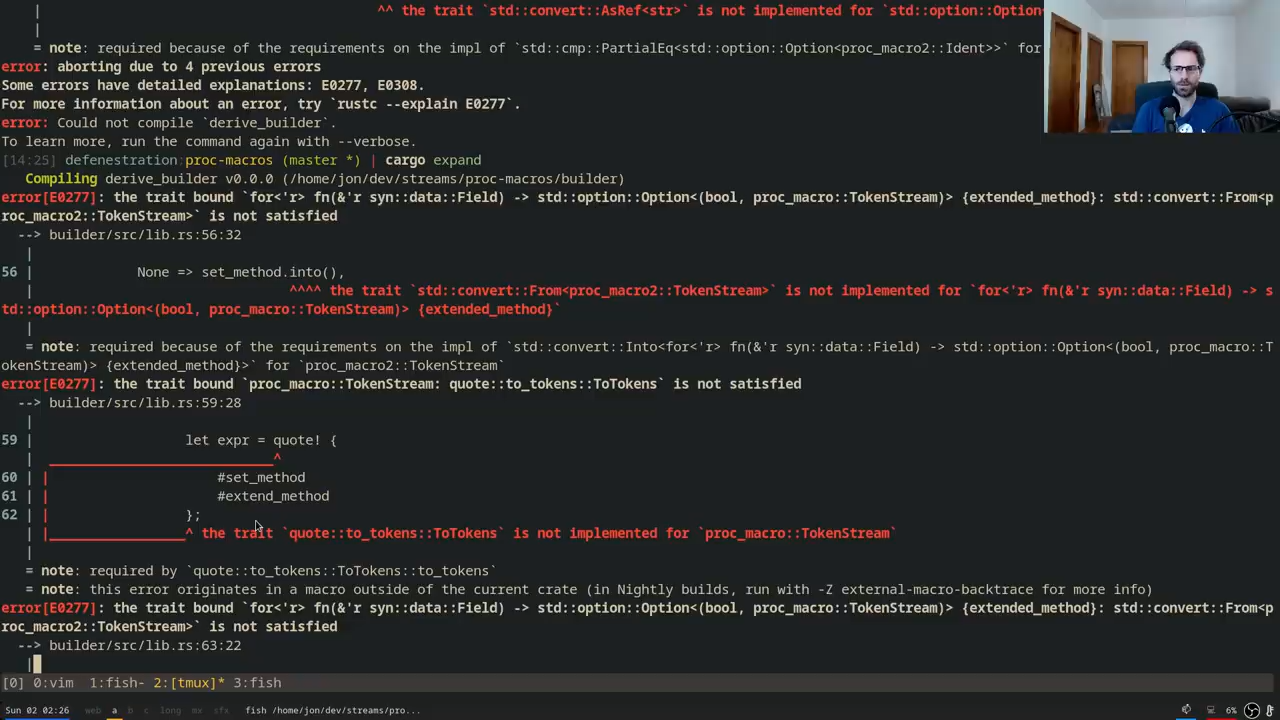 |                                           ^^ the trait `std::convert::AsRef<str>` is not implemented for `std::option::Option
|
= note: required because of the requirements on the impl of `std::cmp::PartialEq<std::option::Option<proc_macro2::Ident>>` for
error: aborting due to 4 previous errors
Some errors have detailed explanations: E0277, E0308.
For more information about an error, try `rustc --explain E0277`.
error: Could not compile `derive_builder`.
To learn more, run the command again with --verbose.
[14:25] defenestration:proc-macros (master *) | cargo expand
   Compiling derive_builder v0.0.0 (/home/jon/dev/streams/proc-macros/builder)
error[E0277]: the trait bound `for<'r> fn(&'r syn::data::Field) -> std::option::Option<(bool, proc_macro::TokenStream)> {extended_method}: std::convert::From<p
roc_macro2::TokenStream>` is not satisfied
  --> builder/src/lib.rs:56:32
   |
56 |             None => set_method.into(),
   |                                ^^^^ the trait `std::convert::From<proc_macro2::TokenStream>` is not implemented for `for<'r> fn(&'r syn::data::Field) -> s
td::option::Option<(bool, proc_macro::TokenStream)> {extended_method}`
   |
   = note: required because of the requirements on the impl of `std::convert::Into<for<'r> fn(&'r syn::data::Field) -> std::option::Option<(bool, proc_macro::T
okenStream)> {extended_method}>` for `proc_macro2::TokenStream`
error[E0277]: the trait bound `proc_macro::TokenStream: quote::to_tokens::ToTokens` is not satisfied
  --> builder/src/lib.rs:59:28
   |
59 |                   let expr = quote! {
   |  ____________________________^
60 | |                     #set_method
61 | |                     #extend_method
62 | |                 };
   | |_________________^ the trait `quote::to_tokens::ToTokens` is not implemented for `proc_macro::TokenStream`
   |
   = note: required by `quote::to_tokens::ToTokens::to_tokens`
   = note: this error originates in a macro outside of the current crate (in Nightly builds, run with -Z external-macro-backtrace for more info)
error[E0277]: the trait bound `for<'r> fn(&'r syn::data::Field) -> std::option::Option<(bool, proc_macro::TokenStream)> {extended_method}: std::convert::From<p
roc_macro2::TokenStream>` is not satisfied
  --> builder/src/lib.rs:63:22
   |
[0] 0:vim  1:fish- 2:[tmux]* 3:fish
Sun 02 02:26 web a b c long mx sfx fish /home/jon/dev/streams/pro... 6%